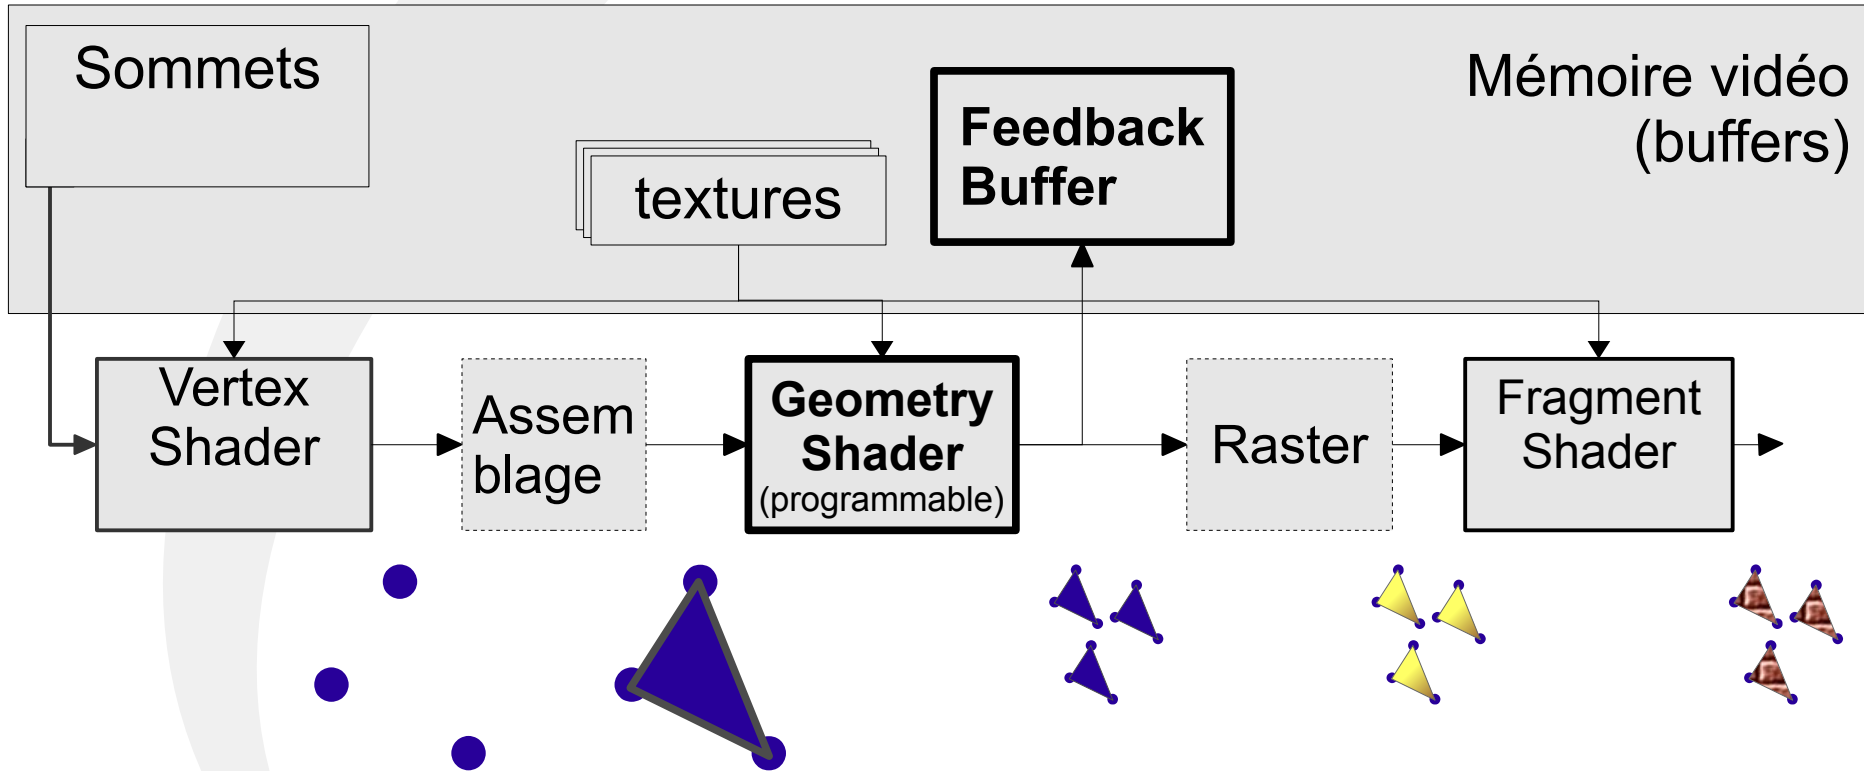 Sommets
Mémoire vidéo
(buffers)
Feedback
Buffer
textures
Vertex
Shader
Assem
blage
Geometry
Shader
(programmable)
Raster
Fragment
Shader